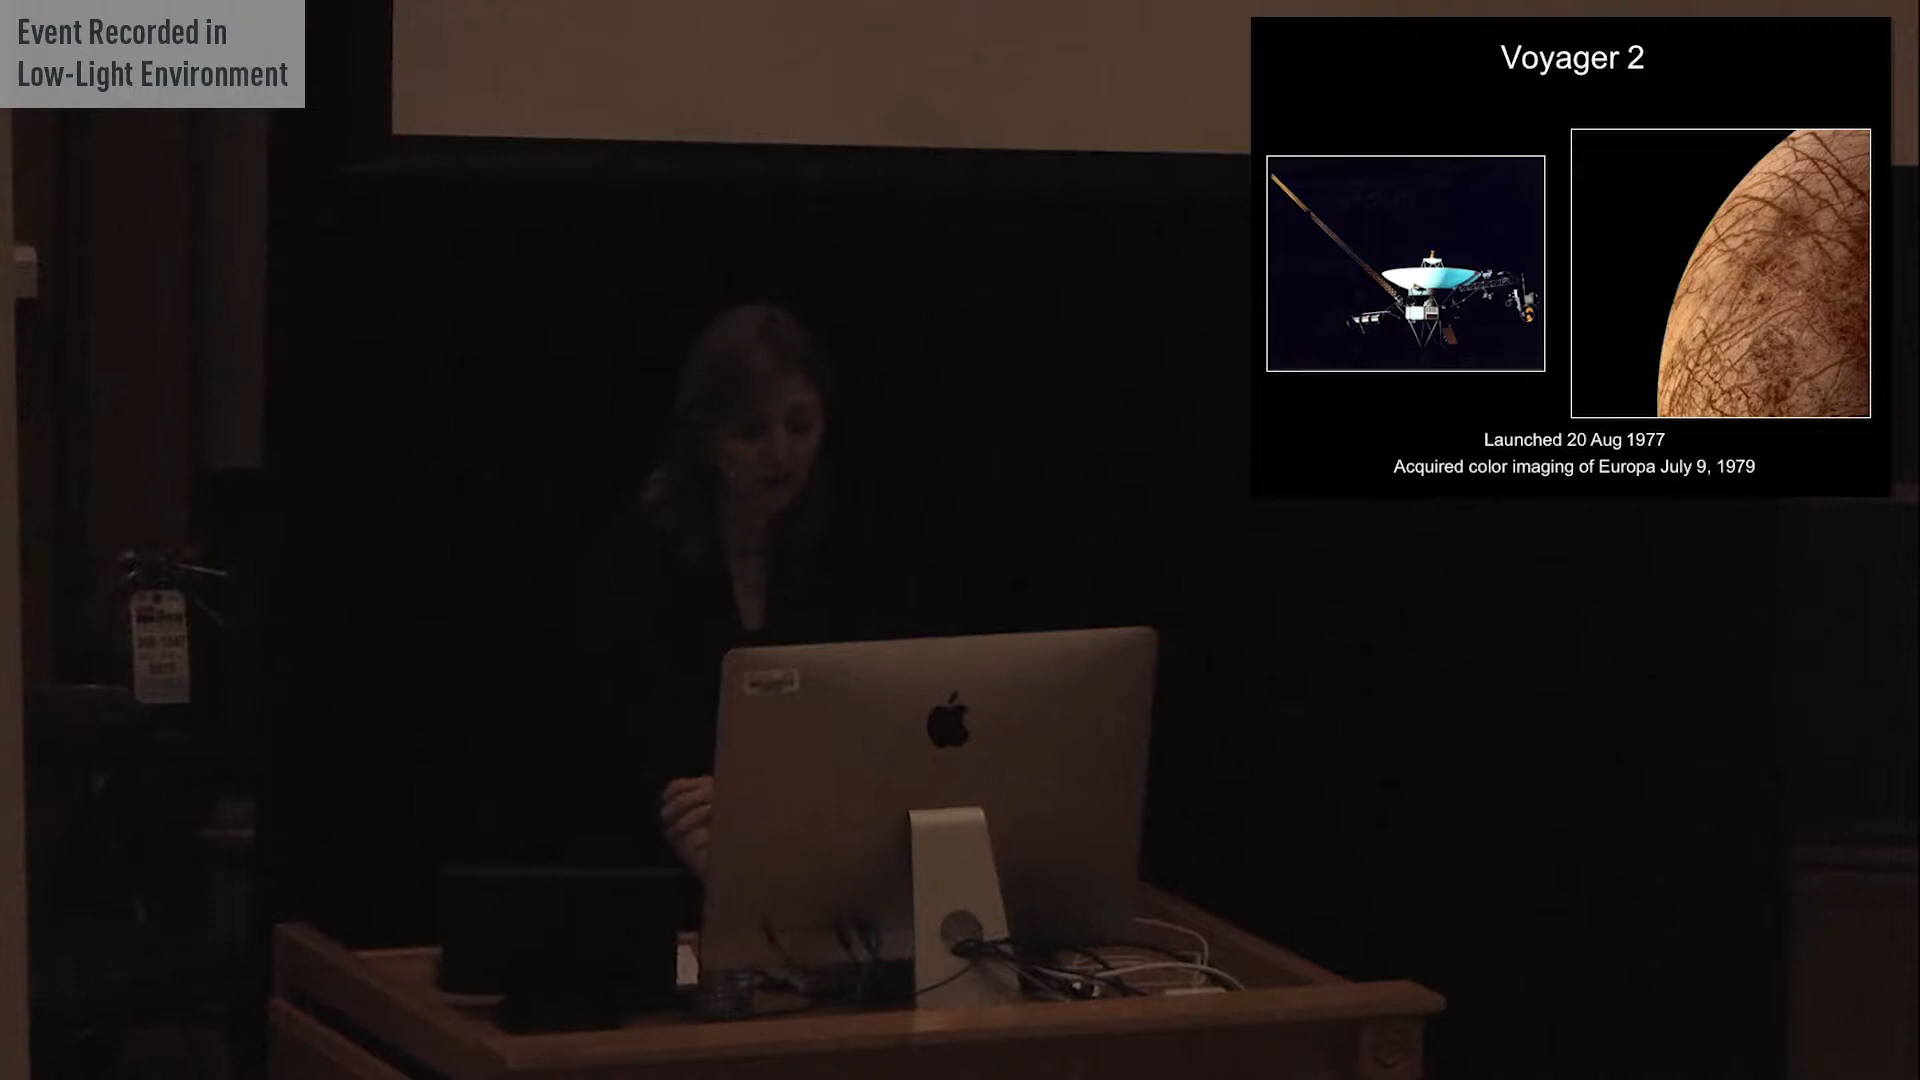 Event Recorded in
Low-Light Environment
Voyager 2
Launched 20 Aug 1977
Acquired color imaging of Europa July 9, 1979